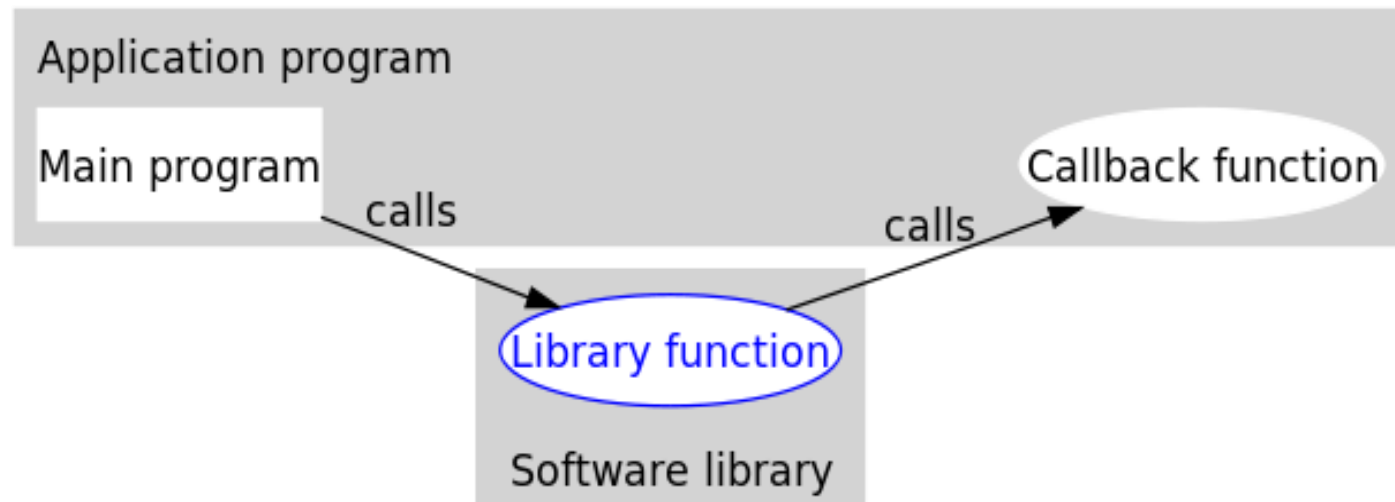 Application program
Main program
Callback function
calls
calls
Library function
Software library